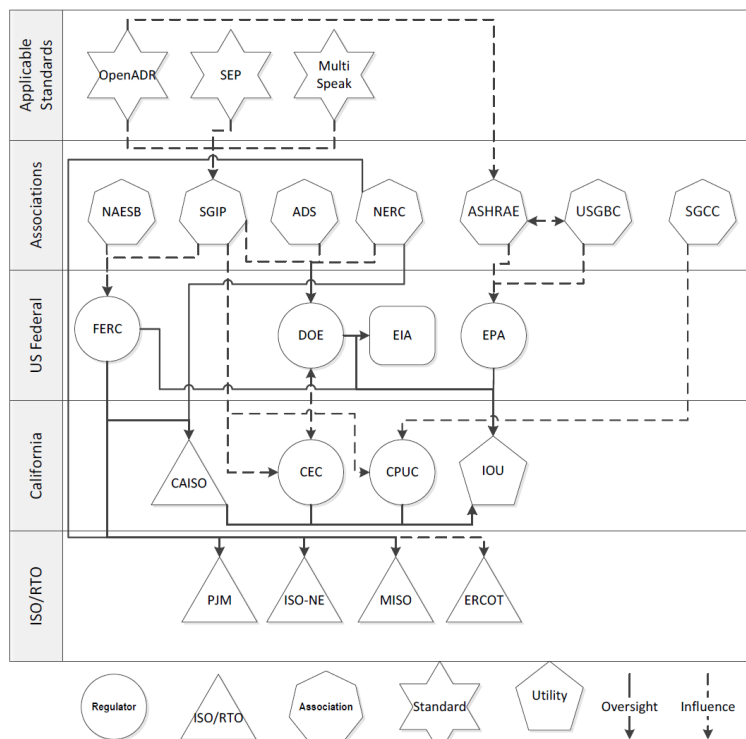 Applicable
Standards
OpenADR
SEP
Multi
Speak
Associations
NAESB
SGIP
ADS
NERC
ASHRAE
USGBC
SGCC
US Federal
FERC
DOE
EIA
EPA
California
CAISO
CEC
CPUC
IOU
ISO/RTO
PJM
ISO-NE
MISO
ERCOT
Regulator
ISO/RTO
Association
Standard
Utility
Oversight
Influence